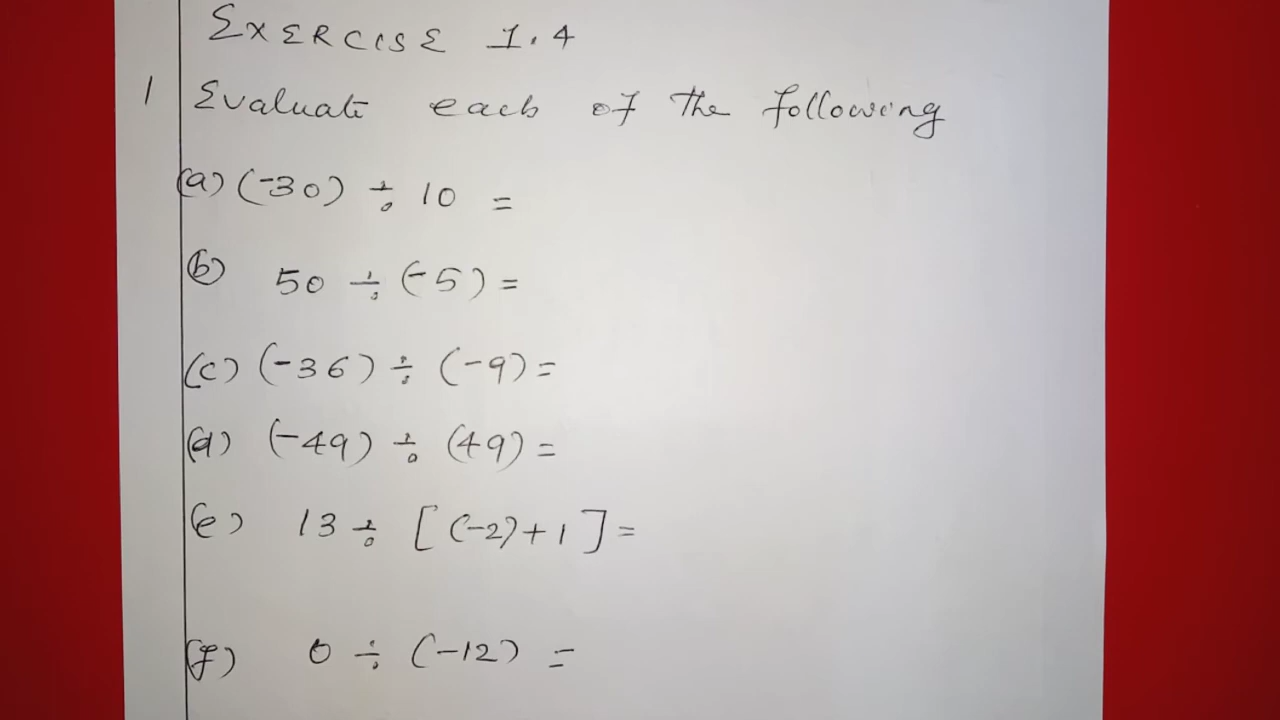 EXERCISE 1.4
1 Evaluate each of the following
(a) (-30) ÷ 10 =
(b) 50 ÷ (-5) =
(c) (-36) ÷ (-9) =
(d) (-49) ÷ (49) =
(e) 13 ÷ [(-2)+1] =
(f) 0 ÷ (-12) =